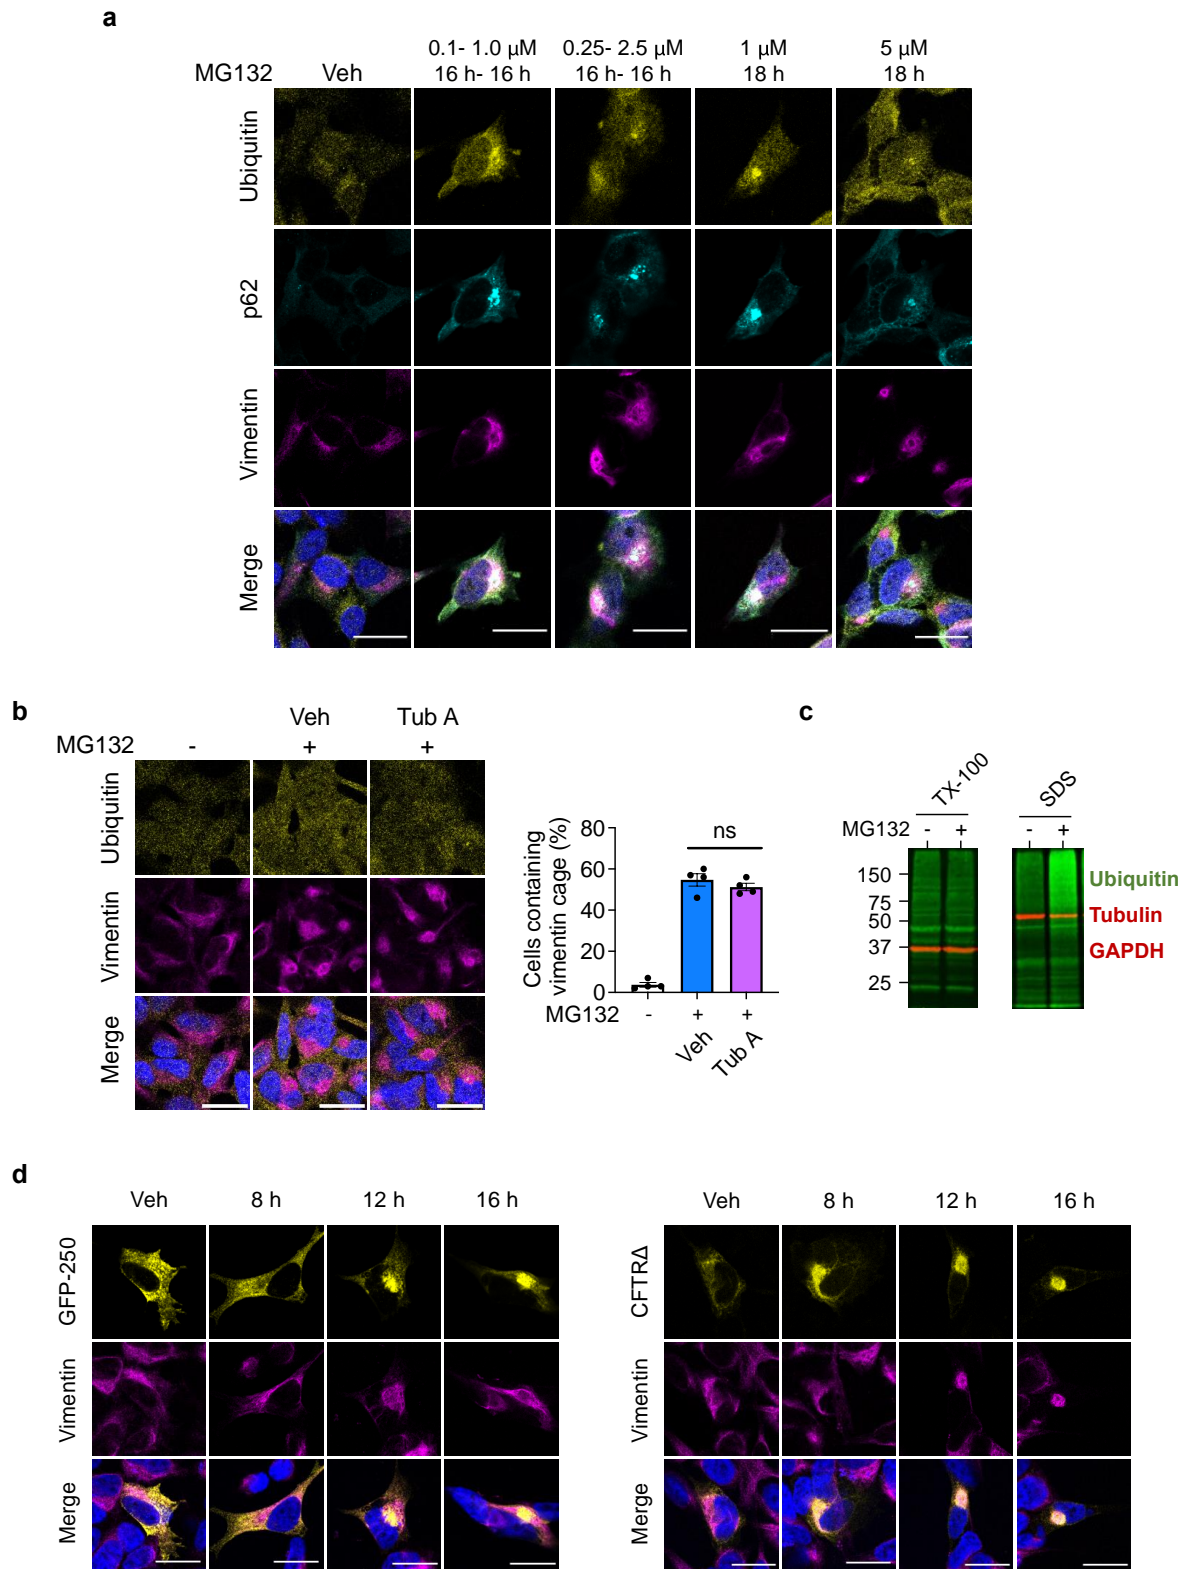 a
0.1- 1.0 µM 0.25- 2.5 µM 1 µM 5 µM
MG132 Veh 16 h- 16 h 16 h- 16 h 18 h 18 h
Ubiquitin
p62
Vimentin
Merge
b
Veh Tub A
MG132 - + +
Ubiquitin
Vimentin
Merge
Cells containing
vimentin cage (%)
80
60
40
20
0
ns
MG132 - + +
Veh Tub A
c
TX-100 SDS
MG132 - + - +
150
75
50
37
25
Ubiquitin
Tubulin
GAPDH
d
Veh 8 h 12 h 16 h
GFP-250
Vimentin
Merge
Veh 8 h 12 h 16 h
CFTRΔ
Vimentin
Merge